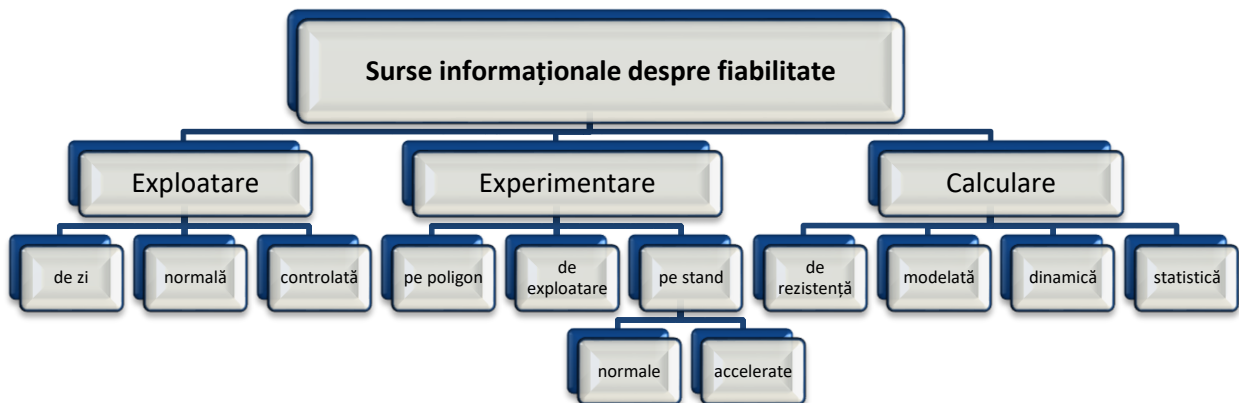 Surse informaționale despre fiabilitate
Exploatare
Experimentare
Calculare
de zi
normală
controlată
pe poligon
de
exploatare
pe stand
de
rezistență
modelată
dinamică
statistică
normale
accelerate